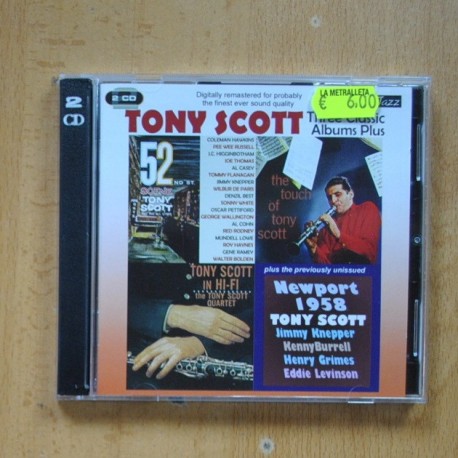 2 CD
2 CD
Digitally remastered for probably
the finest ever sound quality
LA METRALLETA
€ 6,00
Jazz
TONY SCOTT
Three Classic
Albums Plus
52
ND ST.
SCENE
TONY
SCOTT
COLEMAN HAWKINS
PEE WEE RUSSELL
J.C. HIGGINBOTHAM
JOE THOMAS
AL CASEY
TOMMY FLANAGAN
JIMMY KNEPPER
WILBUR DE PARIS
DENZIL BEST
SONNY WHITE
OSCAR PETTIFORD
GEORGE WALLINGTON
AL COHN
RED RODNEY
MUNDELL LOWE
ROY HAYNES
GENE RAMEY
WALTER BOLDEN
the
touch of
tony
scott
TONY SCOTT
IN HI-FI
the TONY SCOTT
QUARTET
plus the previously unissued
Newport
1958
TONY SCOTT
Jimmy Knepper
KennyBurrell
Henry Grimes
Eddie Levinson